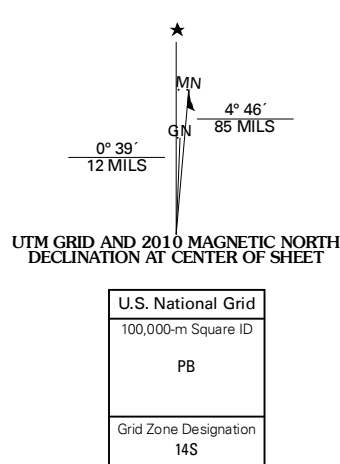 MN
4° 46´
85 MILS
GN
0° 39´
12 MILS
UTM GRID AND 2010 MAGNETIC NORTH
DECLINATION AT CENTER OF SHEET
U.S. National Grid
100,000-m Square ID
PB
Grid Zone Designation
14S